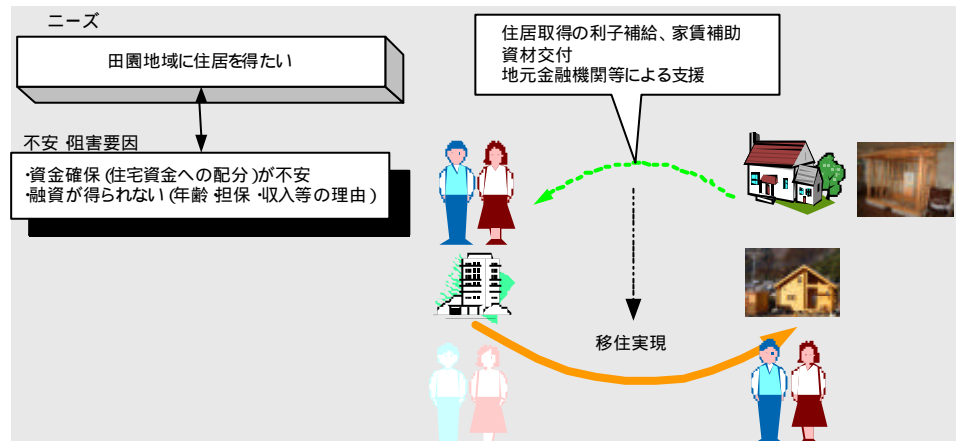 ニーズ
田園地域に住居を得たい
不安・阻害要因
・資金確保(住宅資金への配分)が不安
・融資が得られない(年齢・担保・収入等の理由)
住居取得の利子補給、家賃補助
資材交付
地元金融機関等による支援
移住実現